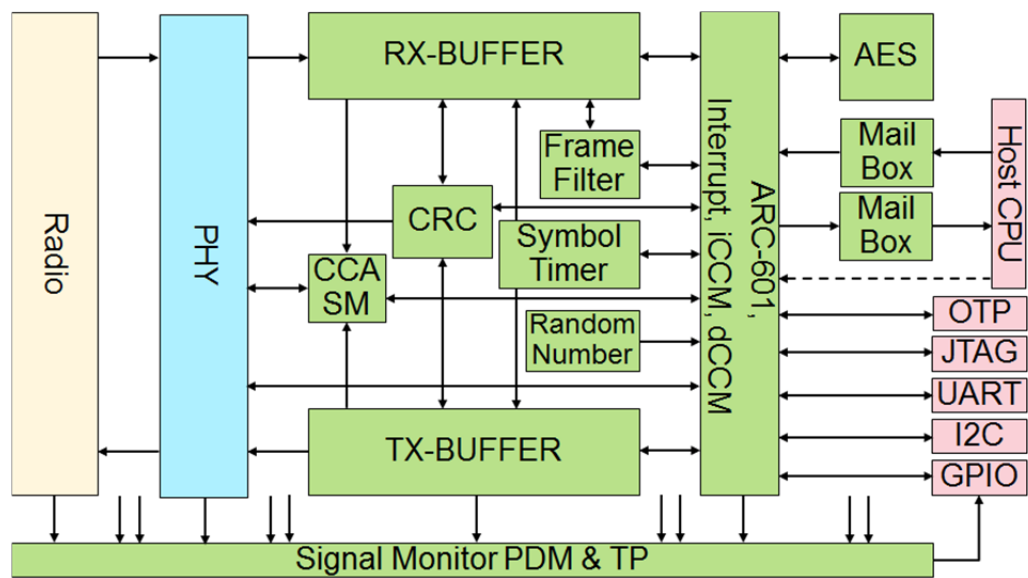 Radio
PHY
RX-BUFFER
Frame
Filter
CRC
Symbol
Timer
CCA
SM
Random
Number
TX-BUFFER
ARC-601,
Interrupt, iCCM, dCCM
AES
Mail
Box
Mail
Box
Host CPU
OTP
JTAG
UART
I2C
GPIO
Signal Monitor PDM & TP